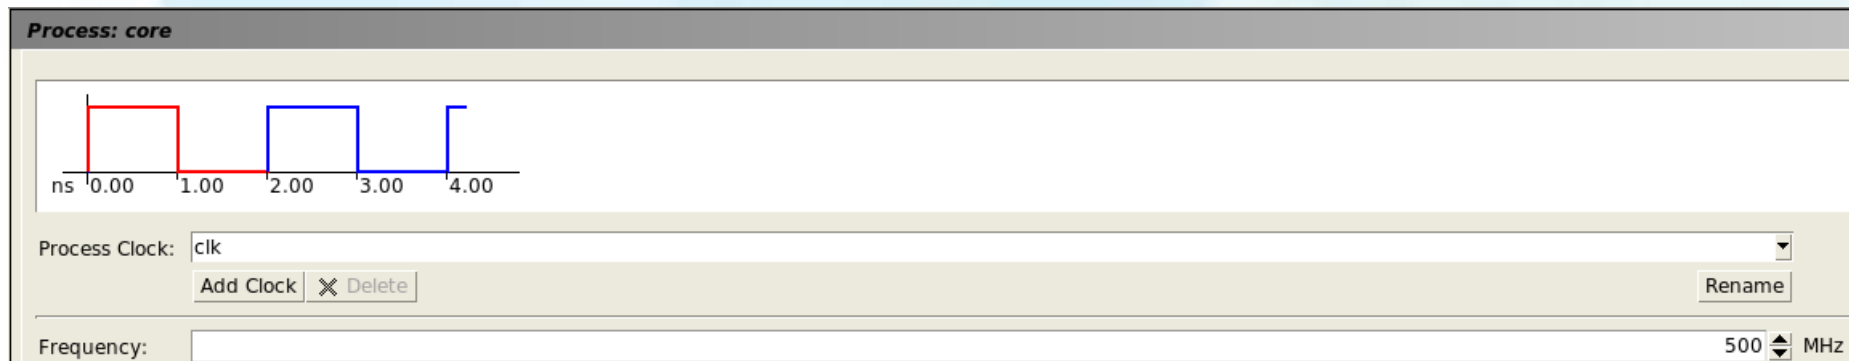 Process: core
ns 0.00 1.00 2.00 3.00 4.00
Process Clock: clk
Add Clock Delete Rename
Frequency: 500 MHz